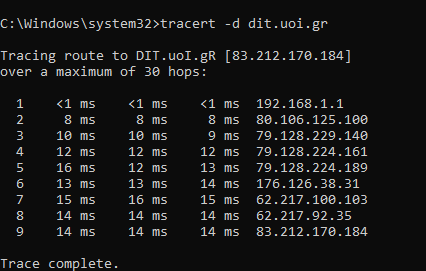 C:\Windows\system32>tracert -d dit.uoi.gr
Tracing route to DIT.uoI.gR [83.212.170.184]
over a maximum of 30 hops:
1 <1 ms <1 ms <1 ms 192.168.1.1
2 8 ms 8 ms 8 ms 80.106.125.100
3 10 ms 10 ms 9 ms 79.128.229.140
4 12 ms 12 ms 12 ms 79.128.224.161
5 16 ms 12 ms 13 ms 79.128.224.189
6 13 ms 13 ms 14 ms 176.126.38.31
7 15 ms 16 ms 15 ms 62.217.100.103
8 14 ms 14 ms 14 ms 62.217.92.35
9 14 ms 14 ms 14 ms 83.212.170.184
Trace complete.